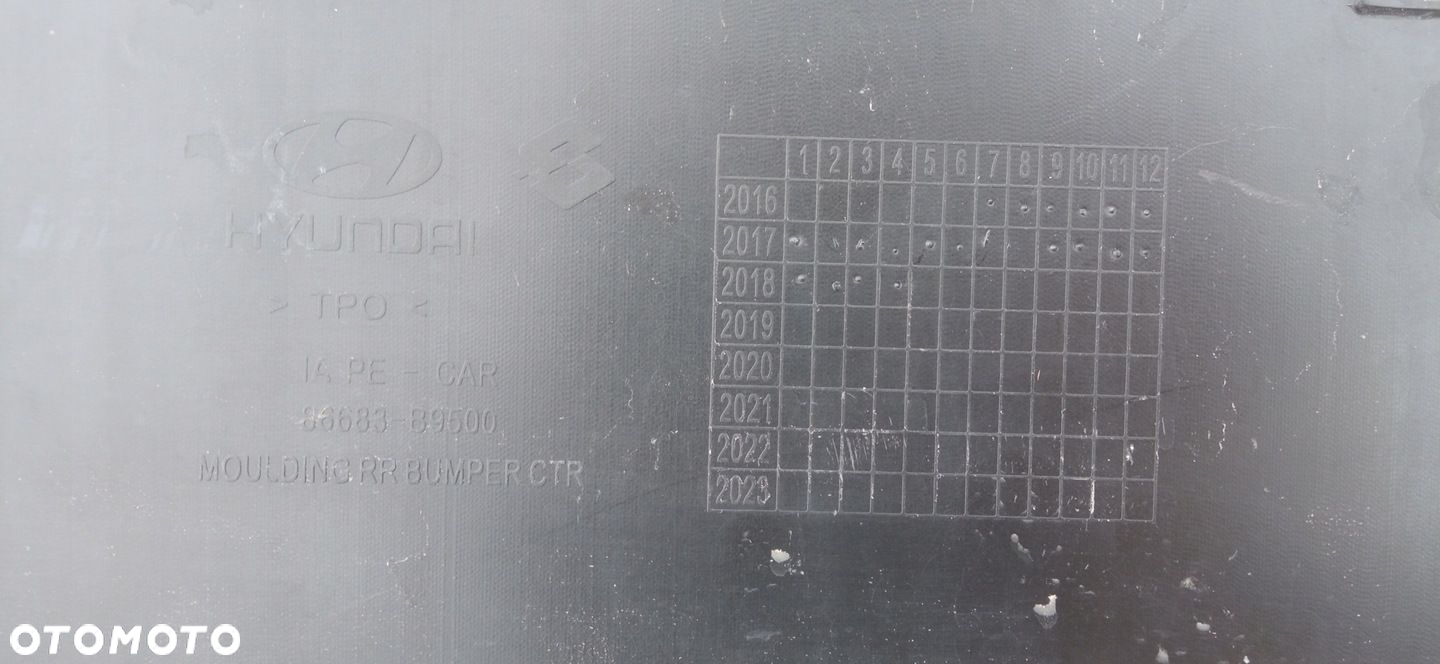 HYUNDAI
> TPO <
IA PE - CAR
86683-B9500
MOULDING RR BUMPER CTR
1 2 3 4 5 6 7 8 9 10 11 12
2016
2017
2018
2019
2020
2021
2022
2023
OTOMOTO